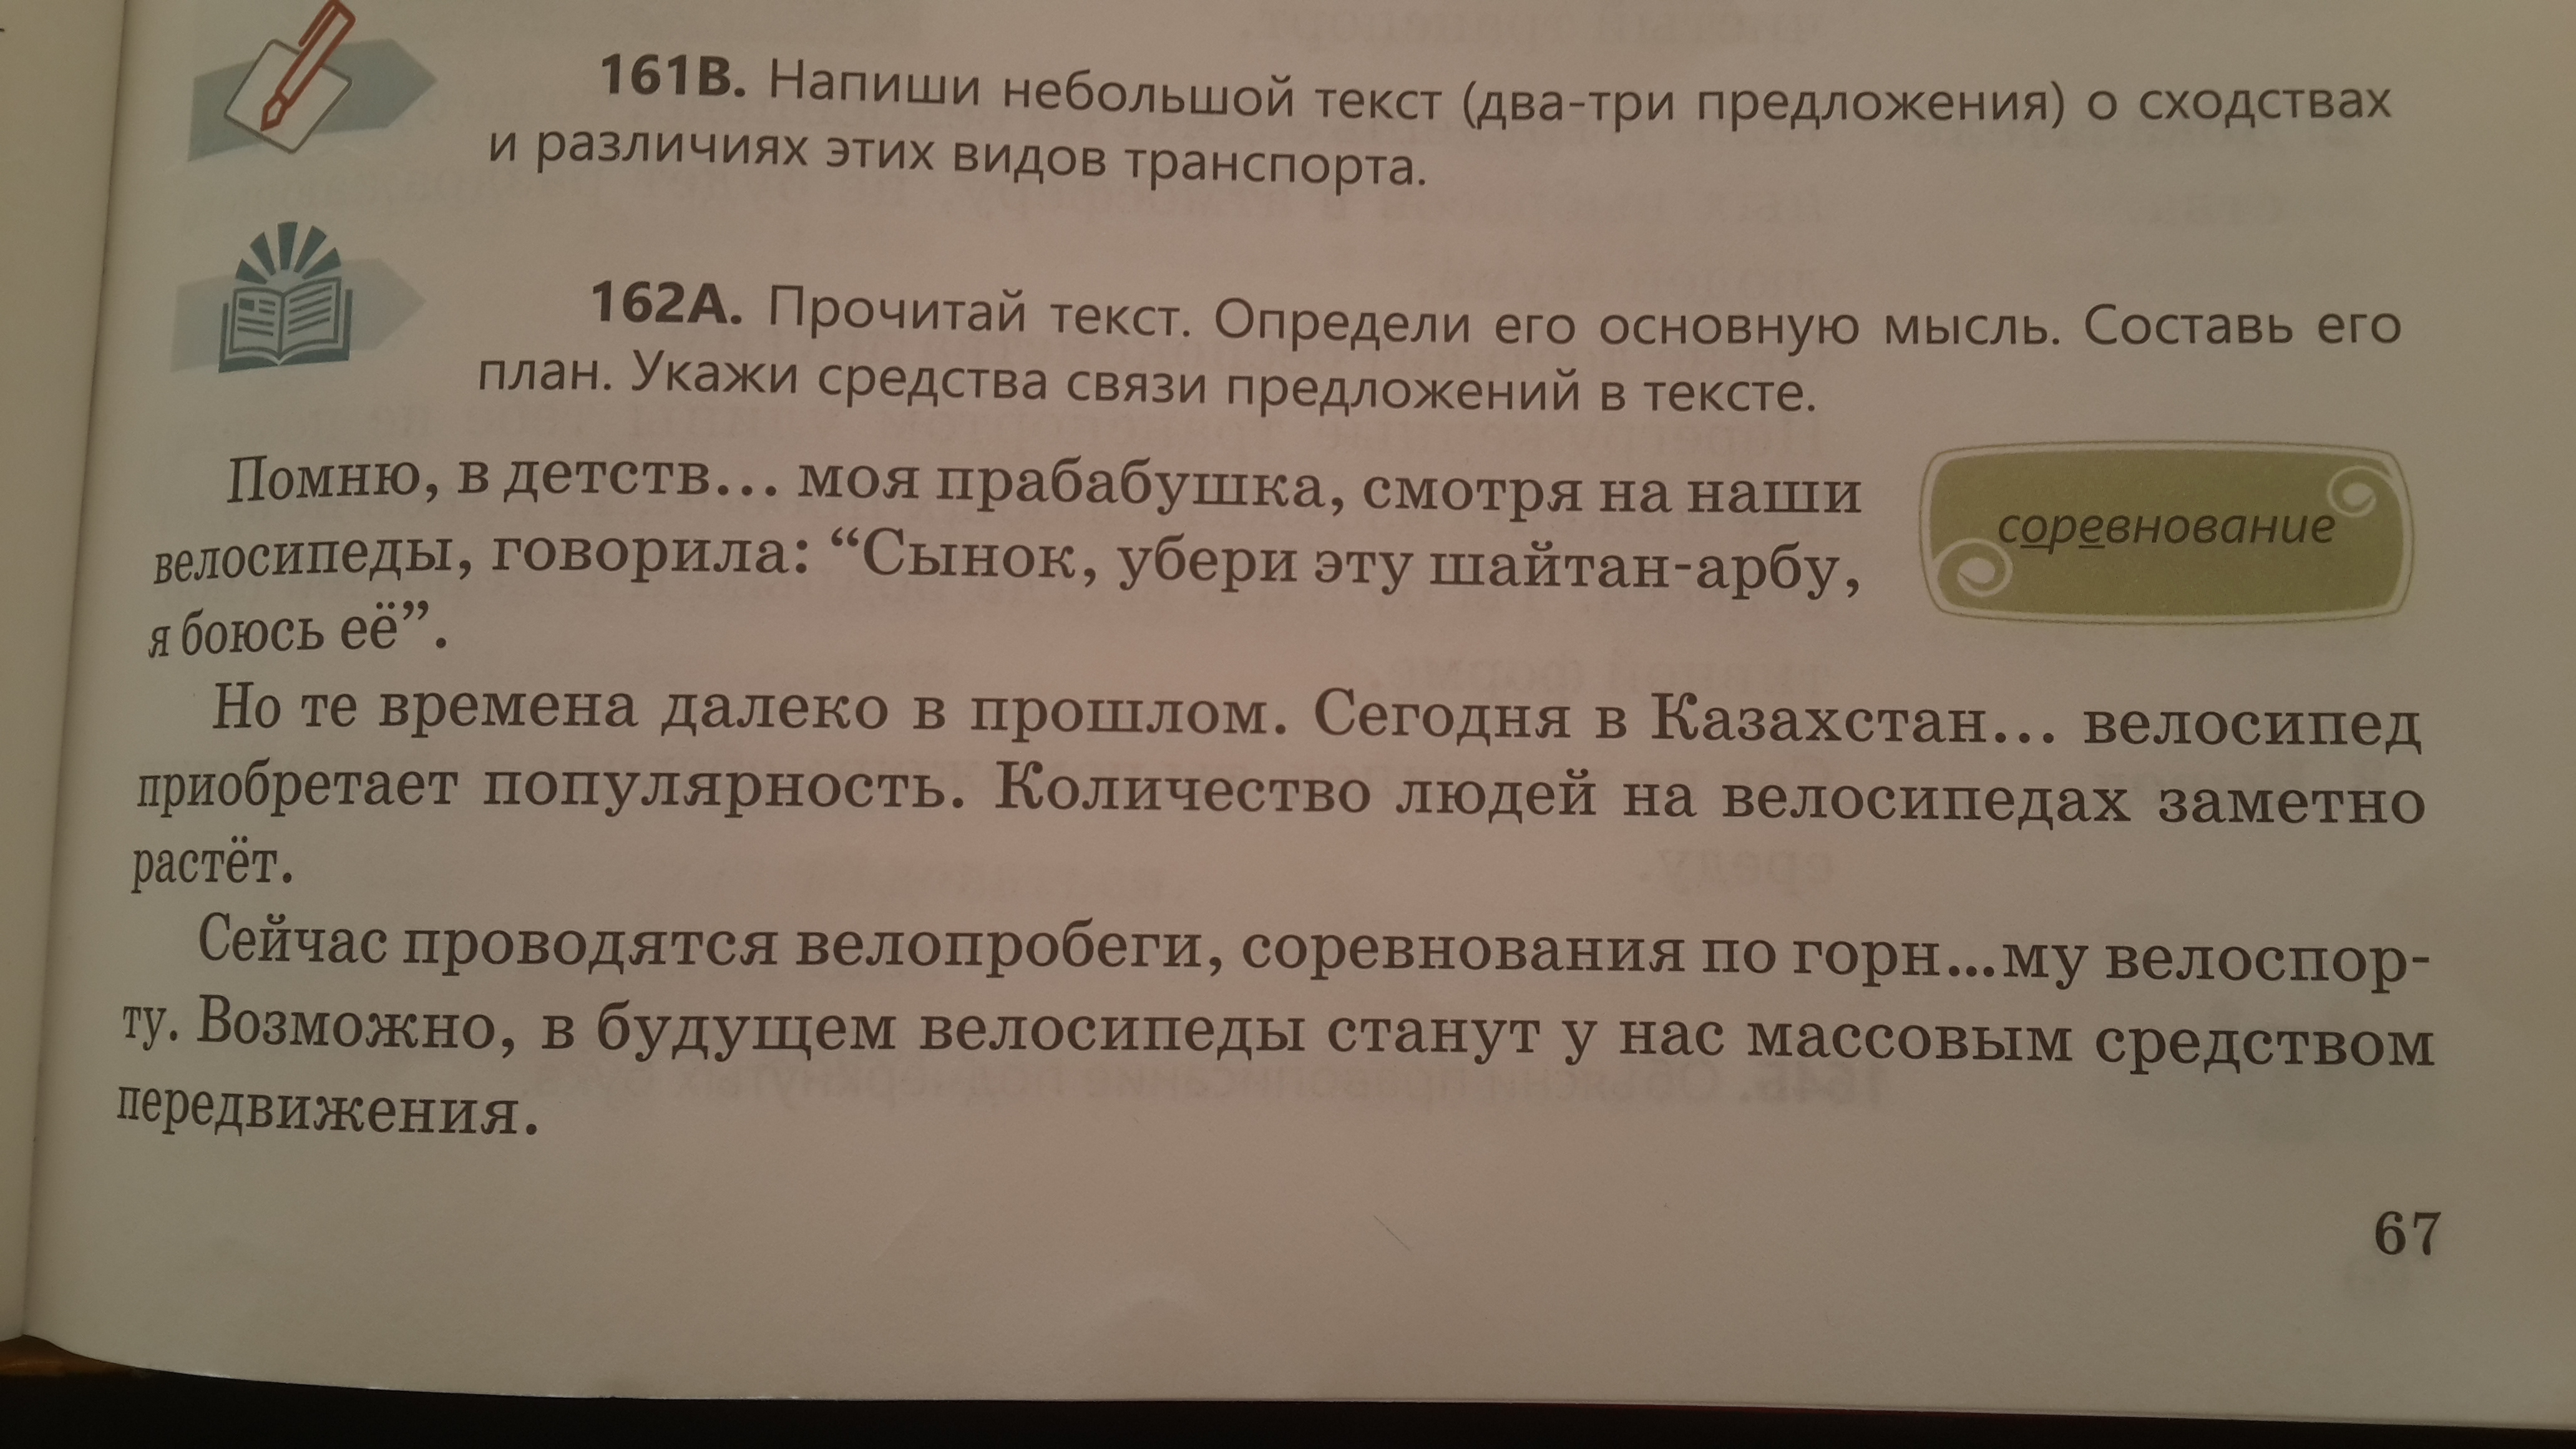 161В. Напиши небольшой текст (два-три предложения) о сходствах
и различиях этих видов транспорта.
162А. Прочитай текст. Определи его основную мысль. Составь его
план. Укажи средства связи предложений в тексте.
Помню, в детств... моя прабабушка, смотря на наши
велосипеды, говорила: “Сынок, убери эту шайтан-арбу,
я боюсь её”.
соревнование
Но те времена далеко в прошлом. Сегодня в Казахстан... велосипед
приобретает популярность. Количество людей на велосипедах заметно
растёт.
Сейчас проводятся велопробеги, соревнования по горн...му велоспор-
ту. Возможно, в будущем велосипеды станут у нас массовым средством
передвижения.
67